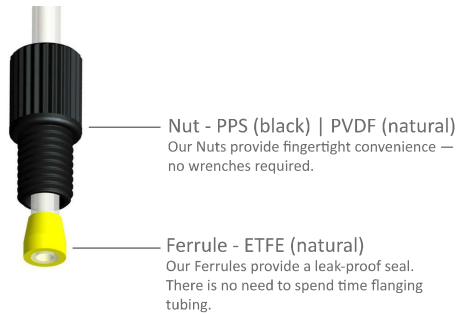 Nut - PPS (black) | PVDF (natural)
Our Nuts provide fingertight convenience —
no wrenches required.
Ferrule - ETFE (natural)
Our Ferrules provide a leak-proof seal.
There is no need to spend time flanging
tubing.